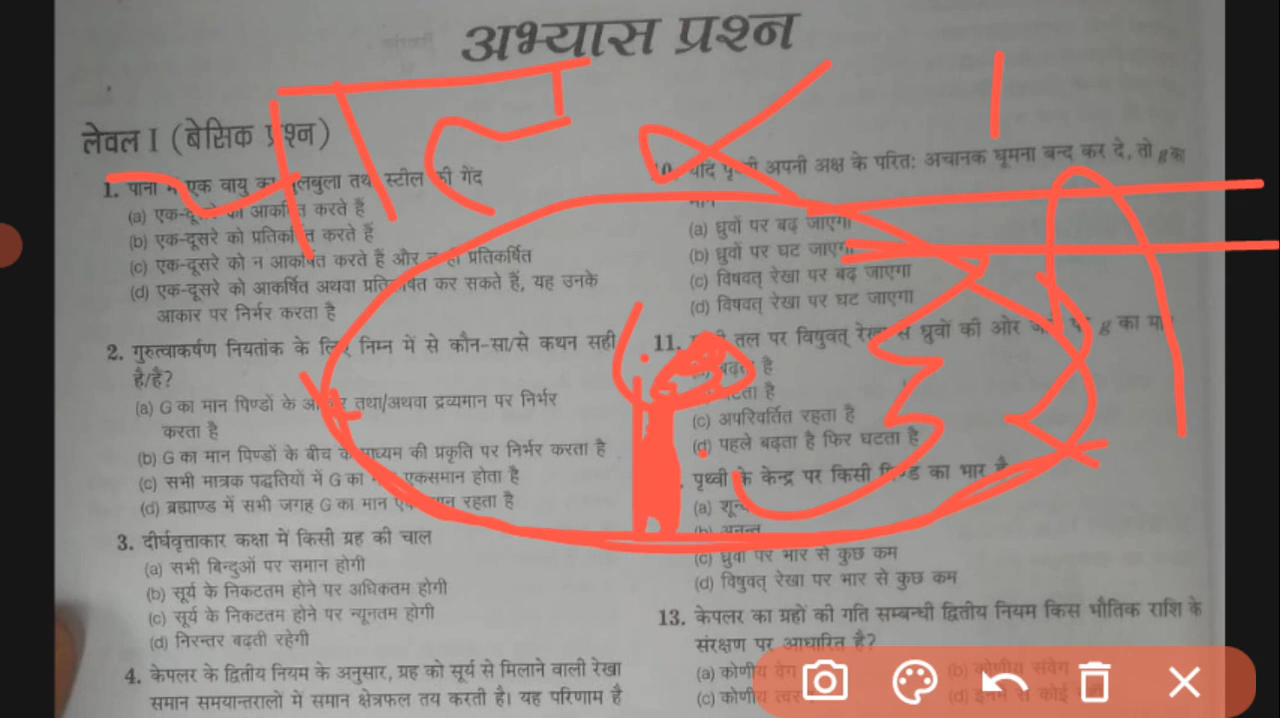 अभ्यास प्रश्न
लेवल I (बेसिक प्रश्न)
1. एक वायु तथा स्टील की गेंद
(a) एक-दूसरे को आकर्षित करते हैं
(b) एक-दूसरे को प्रतिकर्षित करते हैं
(c) एक-दूसरे को न आकर्षित करते हैं और न ही प्रतिकर्षित
(d) एक-दूसरे को आकर्षित अथवा प्रतिकर्षित कर सकते हैं, यह उनके
आकार पर निर्भर करता है
2. गुरुत्वाकर्षण नियतांक के लिए निम्न में से कौन-सा/से कथन सही
है/हैं?
(a) G का मान पिण्डों के आकार तथा/अथवा द्रव्यमान पर निर्भर
करता है
(b) G का मान पिण्डों के बीच के माध्यम की प्रकृति पर निर्भर करता है
(c) सभी मात्रक पद्धतियों में G का मान एकसमान होता है
(d) ब्रह्माण्ड में सभी जगह G का मान एकसमान रहता है
3. दीर्घवृत्ताकार कक्षा में किसी ग्रह की चाल
(a) सभी बिन्दुओं पर समान होगी
(b) सूर्य के निकटतम होने पर अधिकतम होगी
(c) सूर्य के निकटतम होने पर न्यूनतम होगी
(d) निरन्तर बढ़ती रहेगी
4. केपलर के द्वितीय नियम के अनुसार, ग्रह को सूर्य से मिलाने वाली रेखा
समान समयान्तरालों में समान क्षेत्रफल तय करती है। यह परिणाम है
10. यदि पृथ्वी अपनी अक्ष के परित: अचानक घूमना बन्द कर दे, तो g का
मान
(a) ध्रुवों पर बढ़ जाएगा
(b) ध्रुवों पर घट जाएगा
(c) विषवत् रेखा पर बढ़ जाएगा
(d) विषवत् रेखा पर घट जाएगा
11. तल पर विषुवत् रेखा से ध्रुवों की ओर जाने पर g का मान
बढ़ता है
घटता है
(c) अपरिवर्तित रहता है
(d) पहले बढ़ता है फिर घटता है
पृथ्वी के केन्द्र पर किसी पिण्ड का भार है
(a) शून्य
(b) अनन्त
(c) ध्रुवों पर भार से कुछ कम
(d) विषुवत् रेखा पर भार से कुछ कम
13. केपलर का ग्रहों की गति सम्बन्धी द्वितीय नियम किस भौतिक राशि के
संरक्षण पर आधारित है?
(a) कोणीय वेग (b) कोणीय संवेग
(c) कोणीय त्वरण (d) इनमें से कोई नहीं